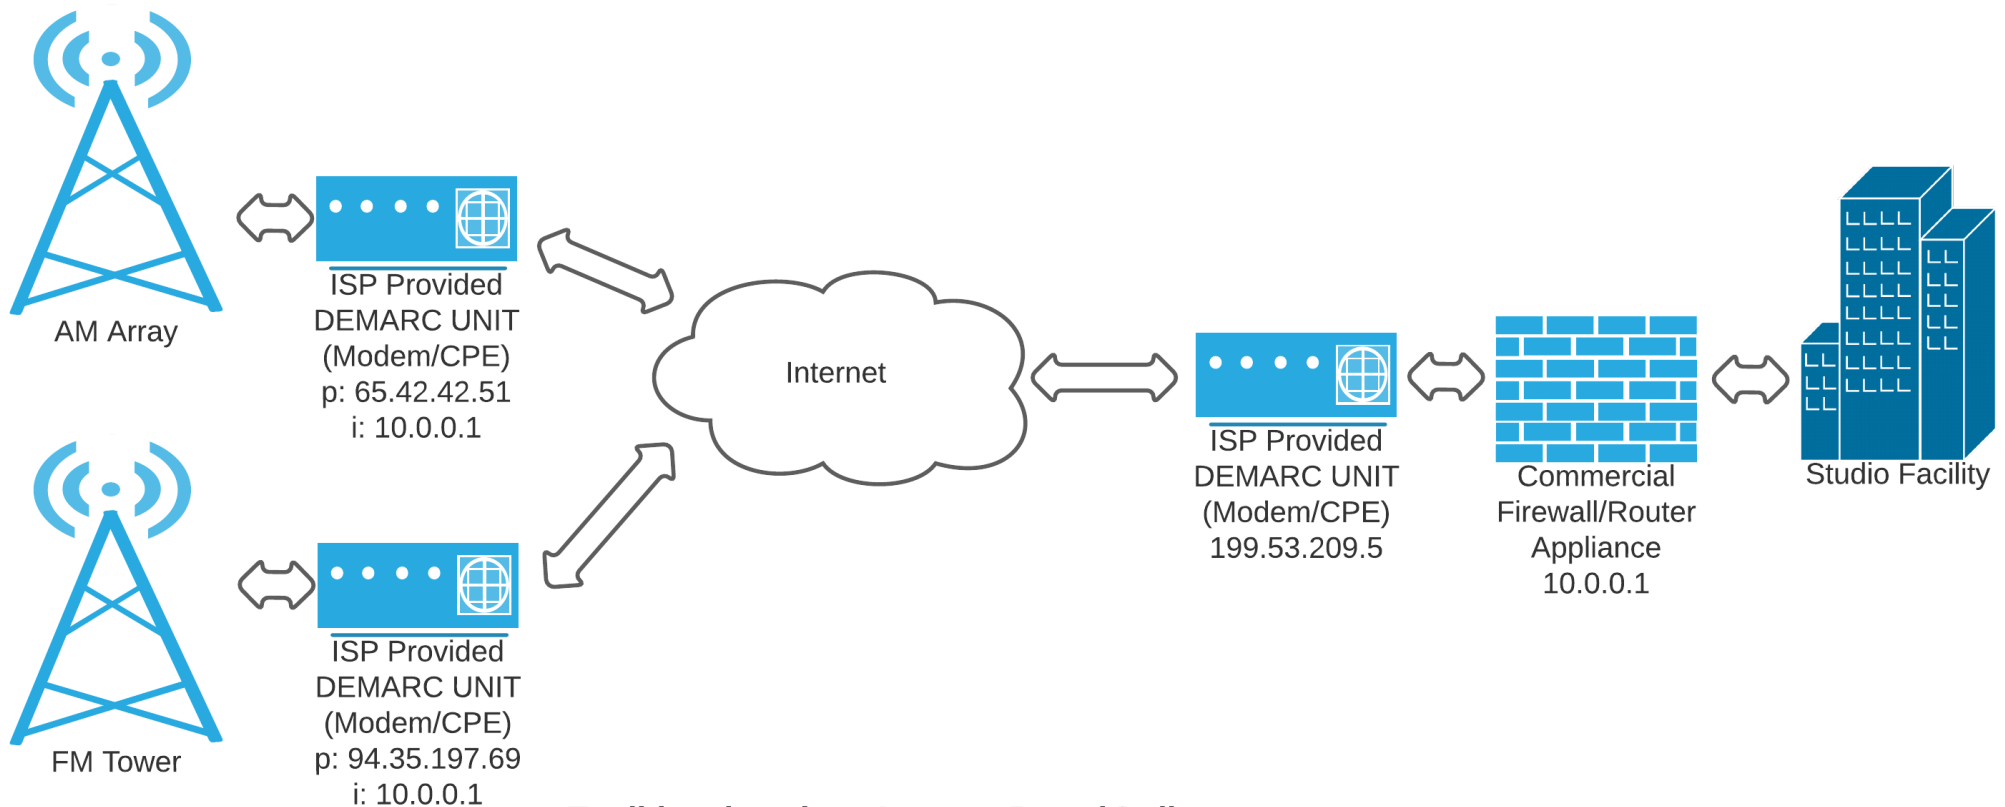 AM Array
ISP Provided
DEMARC UNIT
(Modem/CPE)
p: 65.42.42.51
i: 10.0.0.1
FM Tower
ISP Provided
DEMARC UNIT
(Modem/CPE)
p: 94.35.197.69
i: 10.0.0.1
Internet
ISP Provided
DEMARC UNIT
(Modem/CPE)
199.53.209.5
Commercial
Firewall/Router
Appliance
10.0.0.1
Studio Facility